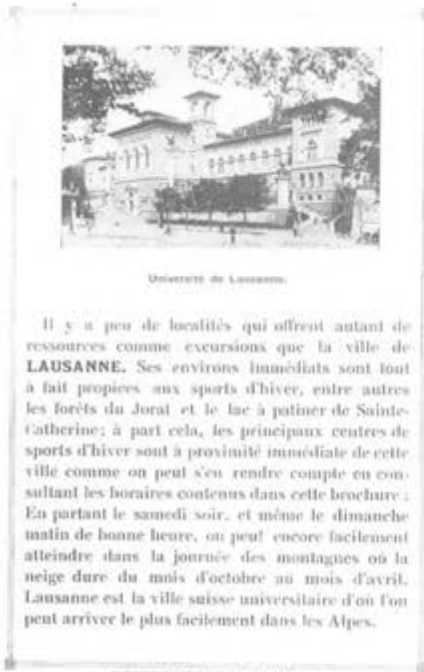 Université de Lausanne.
Il y a peu de localités qui offrent autant de
ressources comme excursions que la ville de
LAUSANNE. Ses environs immédiats sont tout
à fait propices aux sports d'hiver, entre autres
les forêts du Jorat et le lac à patiner de Sainte-
Catherine; à part cela, les principaux centres de
sports d'hiver sont à proximité immédiate de cette
ville comme on peut s'en rendre compte en con-
sultant les horaires contenus dans cette brochure :
En partant le samedi soir, et même le dimanche
matin de bonne heure, on peut encore facilement
atteindre dans la journée des montagnes où la
neige dure du mois d'octobre au mois d'avril.
Lausanne est la ville suisse universitaire d'où l'on
peut arriver le plus facilement dans les Alpes.